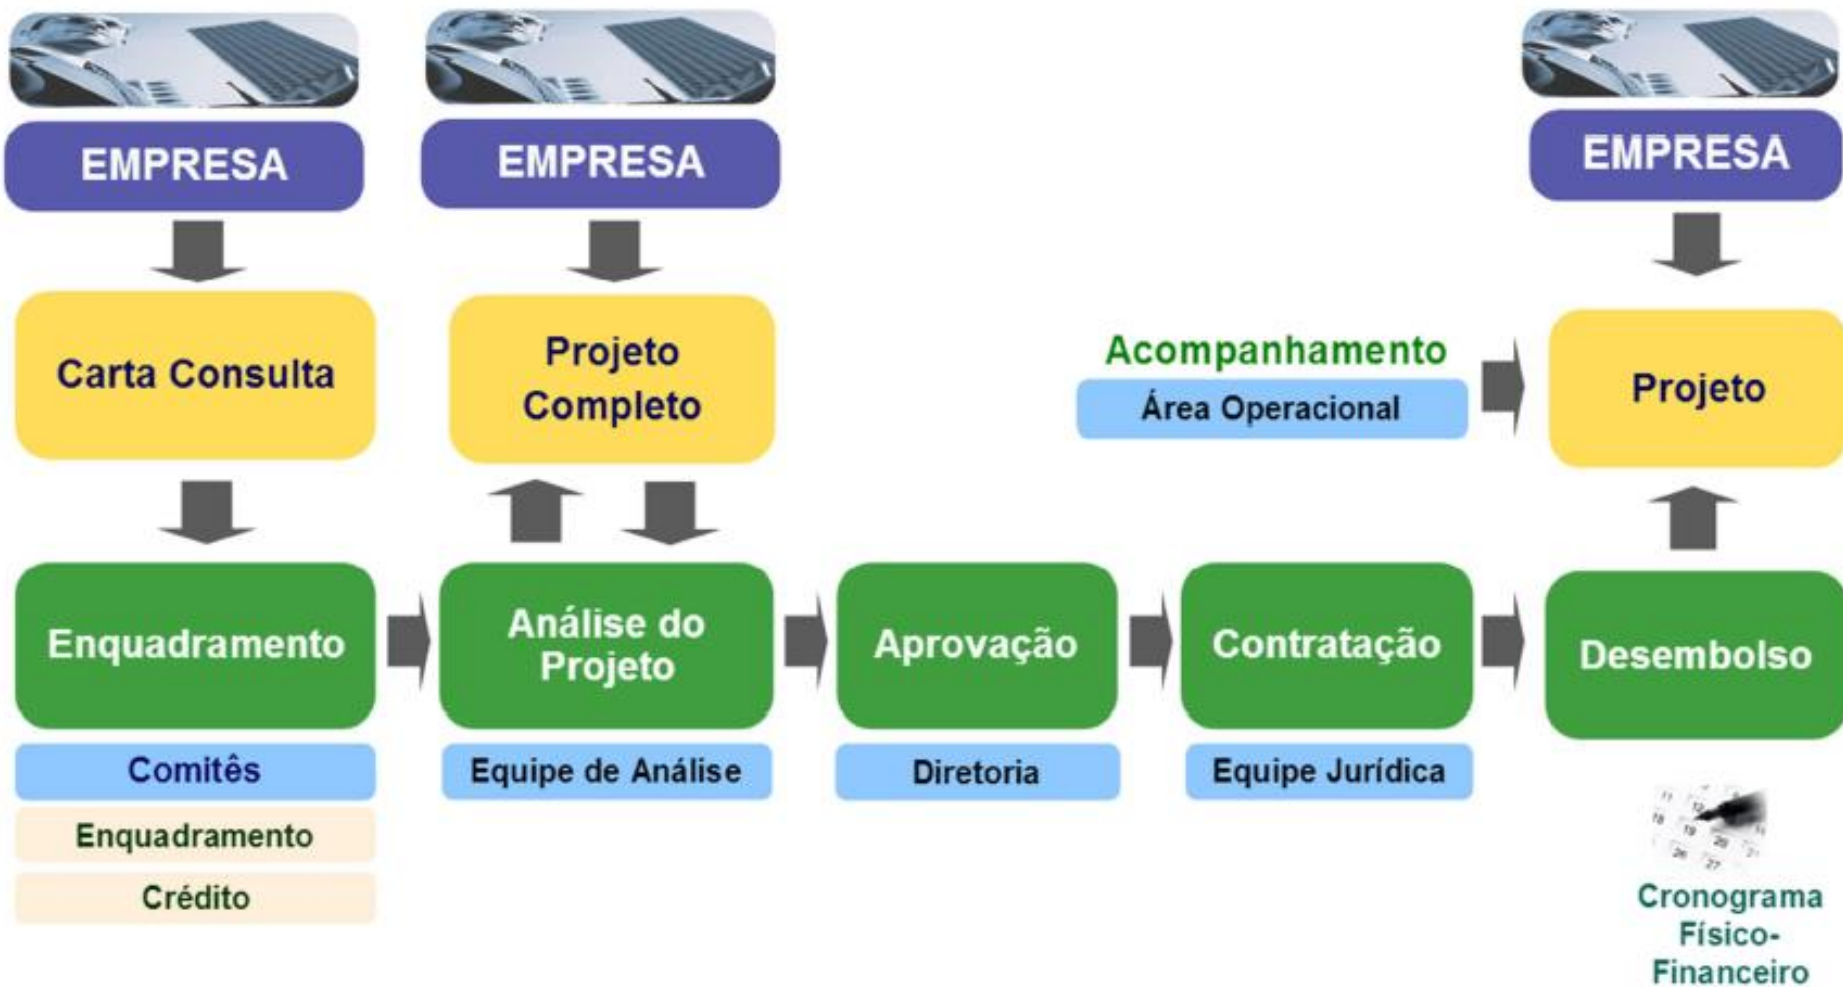 EMPRESA
EMPRESA
EMPRESA
Carta Consulta
Projeto
Completo
Acompanhamento
Área Operacional
Projeto
Enquadramento
Análise do
Projeto
Aprovação
Contratação
Desembolso
Comitês
Equipe de Análise
Diretoria
Equipe Jurídica
Enquadramento
Crédito
Cronograma
Físico-
Financeiro